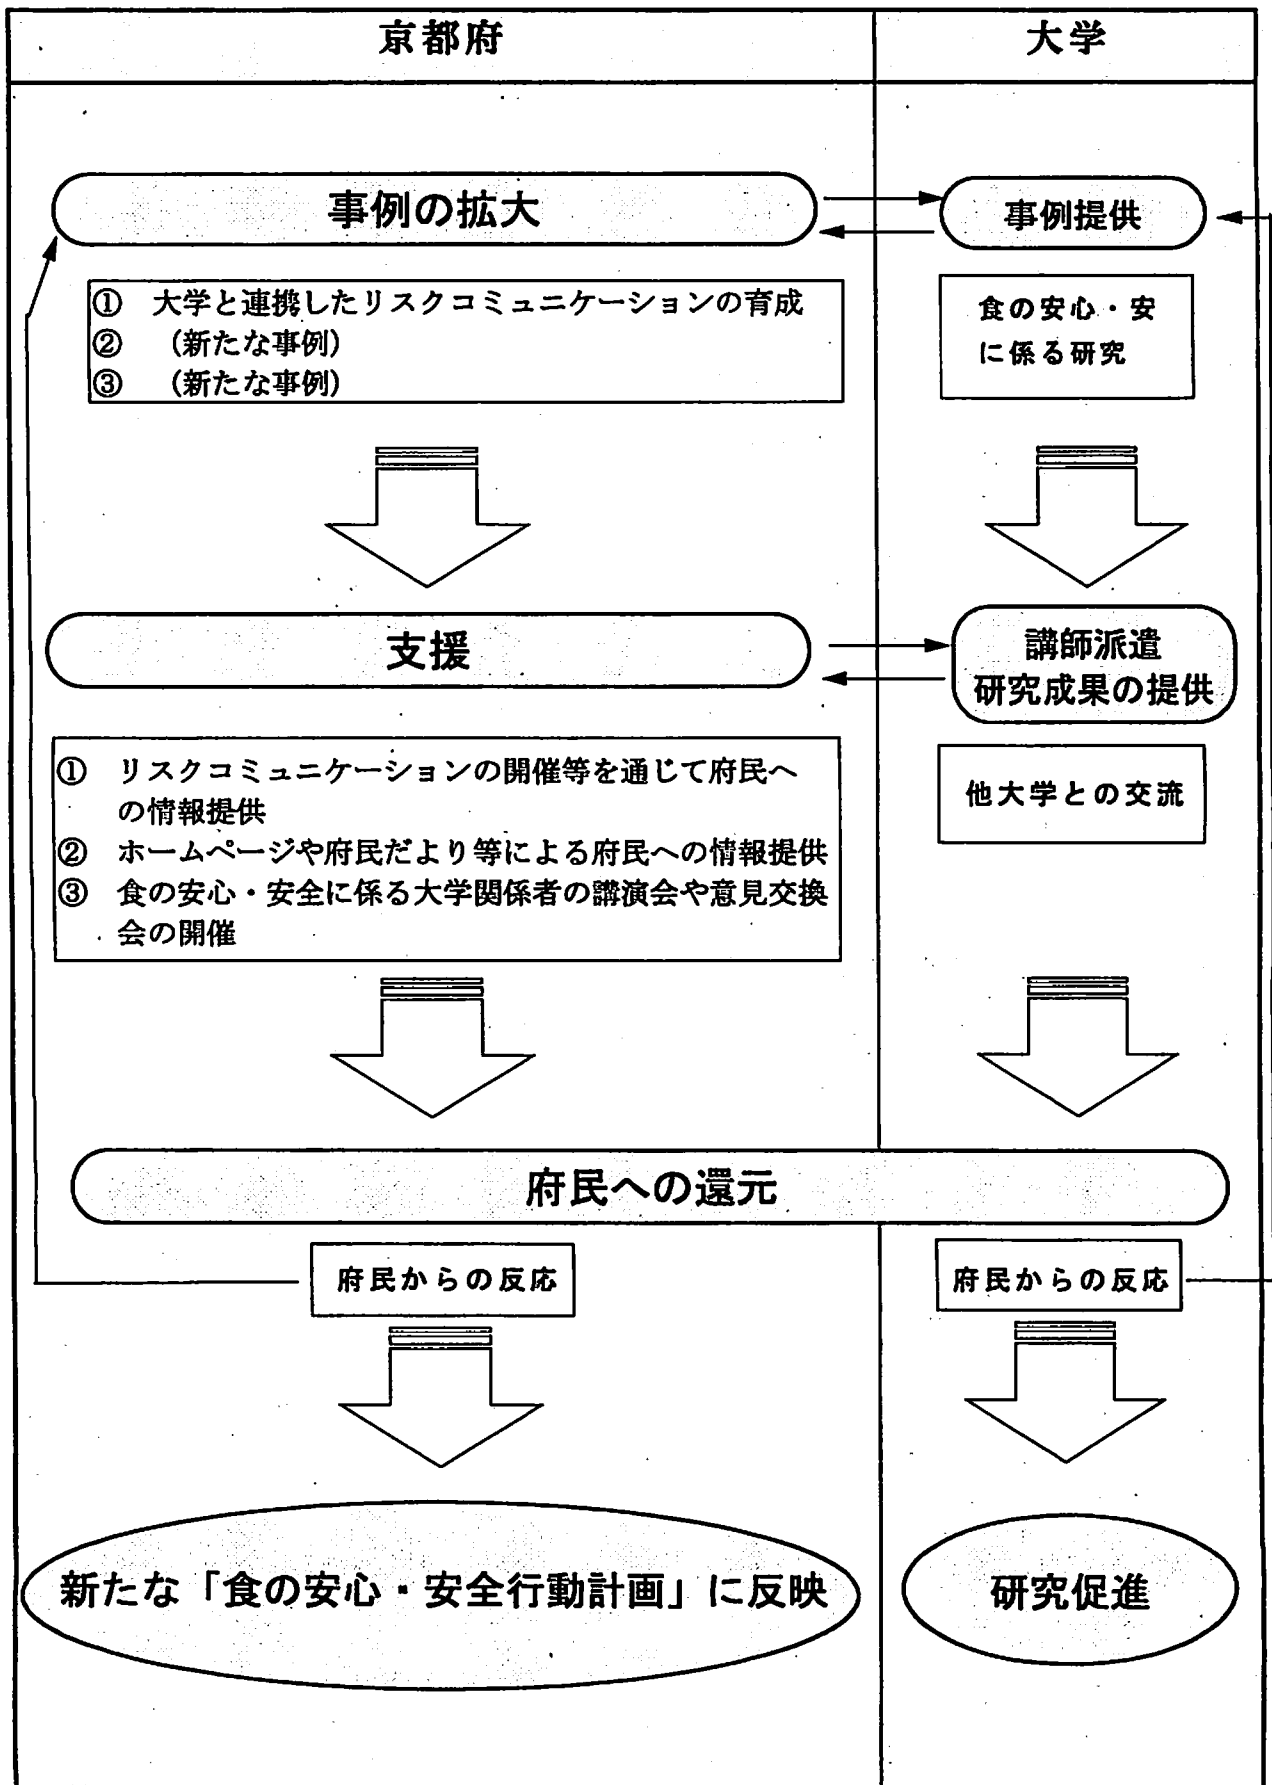 京都府
大学
事例の拡大
事例提供
① 大学と連携したリスクコミュニケーションの育成
② （新たな事例）
③ （新たな事例）
食の安心・安
に係る研究
支援
講師派遣
研究成果の提供
① リスクコミュニケーションの開催等を通じて府民へ
の情報提供
② ホームページや府民だより等による府民への情報提供
③ 食の安心・安全に係る大学関係者の講演会や意見交換
会の開催
他大学との交流
府民への還元
府民からの反応
府民からの反応
新たな「食の安心・安全行動計画」に反映
研究促進